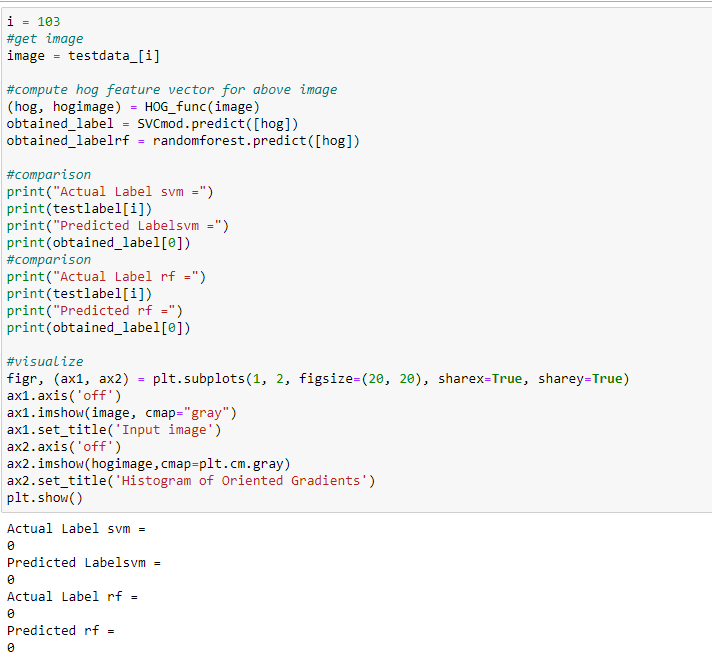 i = 103
#get image
image = testdata_[i]
#compute hog feature vector for above image
(hog, hogimage) = HOG_func(image)
obtained_label = SVCmod.predict([hog])
obtained_labelrf = randomforest.predict([hog])
#comparison
print("Actual Label svm =")
print(testlabel[i])
print("Predicted Labelsvm =")
print(obtained_label[0])
#comparison
print("Actual Label rf =")
print(testlabel[i])
print("Predicted rf =")
print(obtained_label[0])
#visualize
figr, (ax1, ax2) = plt.subplots(1, 2, figsize=(20, 20), sharex=True, sharey=True)
ax1.axis('off')
ax1.imshow(image, cmap="gray")
ax1.set_title('Input image')
ax2.axis('off')
ax2.imshow(hogimage,cmap=plt.cm.gray)
ax2.set_title('Histogram of Oriented Gradients')
plt.show()
Actual Label svm =
0
Predicted Labelsvm =
0
Actual Label rf =
0
Predicted rf =
0